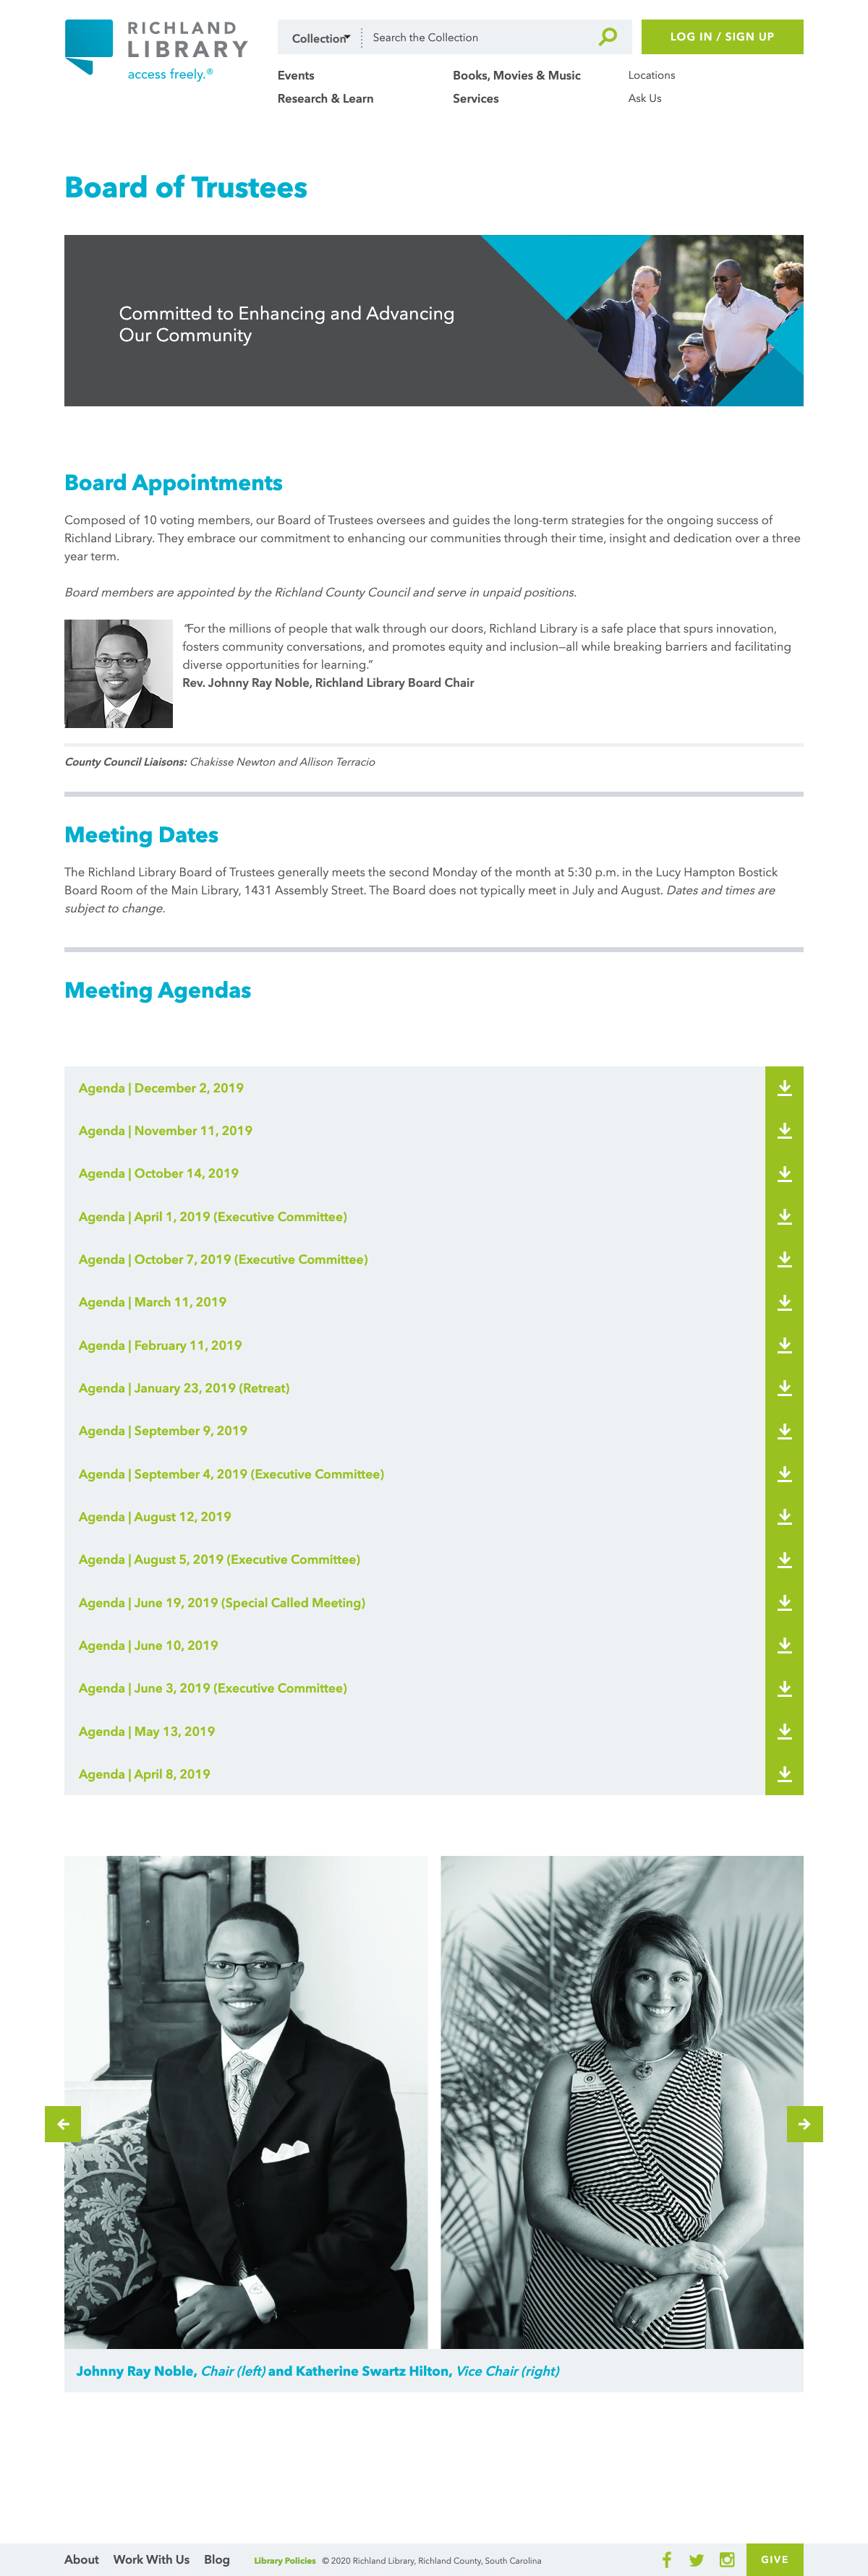 RICHLAND
LIBRARY
access freely.®
Collection
Search the Collection
LOG IN / SIGN UP
Events
Books, Movies & Music
Locations
Research & Learn
Services
Ask Us
Board of Trustees
Committed to Enhancing and Advancing
Our Community
Board Appointments
Composed of 10 voting members, our Board of Trustees oversees and guides the long-term strategies for the ongoing success of
Richland Library. They embrace our commitment to enhancing our communities through their time, insight and dedication over a three
year term.
Board members are appointed by the Richland County Council and serve in unpaid positions.
“For the millions of people that walk through our doors, Richland Library is a safe place that spurs innovation,
fosters community conversations, and promotes equity and inclusion—all while breaking barriers and facilitating
diverse opportunities for learning.”
Rev. Johnny Ray Noble, Richland Library Board Chair
County Council Liaisons: Chakisse Newton and Allison Terracio
Meeting Dates
The Richland Library Board of Trustees generally meets the second Monday of the month at 5:30 p.m. in the Lucy Hampton Bostick
Board Room of the Main Library, 1431 Assembly Street. The Board does not typically meet in July and August. Dates and times are
subject to change.
Meeting Agendas
Agenda | December 2, 2019
Agenda | November 11, 2019
Agenda | October 14, 2019
Agenda | April 1, 2019 (Executive Committee)
Agenda | October 7, 2019 (Executive Committee)
Agenda | March 11, 2019
Agenda | February 11, 2019
Agenda | January 23, 2019 (Retreat)
Agenda | September 9, 2019
Agenda | September 4, 2019 (Executive Committee)
Agenda | August 12, 2019
Agenda | August 5, 2019 (Executive Committee)
Agenda | June 19, 2019 (Special Called Meeting)
Agenda | June 10, 2019
Agenda | June 3, 2019 (Executive Committee)
Agenda | May 13, 2019
Agenda | April 8, 2019
Johnny Ray Noble, Chair (left) and Katherine Swartz Hilton, Vice Chair (right)
About
Work With Us
Blog
Library Policies
© 2020 Richland Library, Richland County, South Carolina
GIVE